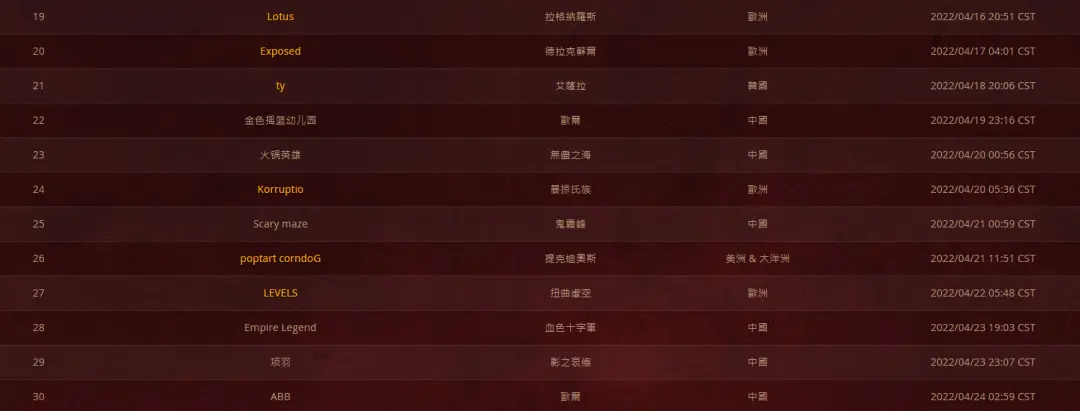 19 Lotus 拉格納羅斯 歐洲 2022/04/16 20:51 CST
20 Exposed 德拉克蘇爾 歐洲 2022/04/17 04:01 CST
21 ty 艾薩拉 韓國 2022/04/18 20:06 CST
22 金色摇篮幼儿园 歐爾 中國 2022/04/19 23:16 CST
23 火锅英雄 無盡之海 中國 2022/04/20 00:56 CST
24 Korruptio 暴掠氏族 歐洲 2022/04/20 05:36 CST
25 Scary maze 鬼霧峰 中國 2022/04/21 00:59 CST
26 poptart corndoG 提克迪奧斯 美洲 & 大洋洲 2022/04/21 11:51 CST
27 LEVELS 扭曲虛空 歐洲 2022/04/22 05:48 CST
28 Empire Legend 血色十字軍 中國 2022/04/23 19:03 CST
29 项羽 影之哀傷 中國 2022/04/23 23:07 CST
30 ABB 歐爾 中國 2022/04/24 02:59 CST